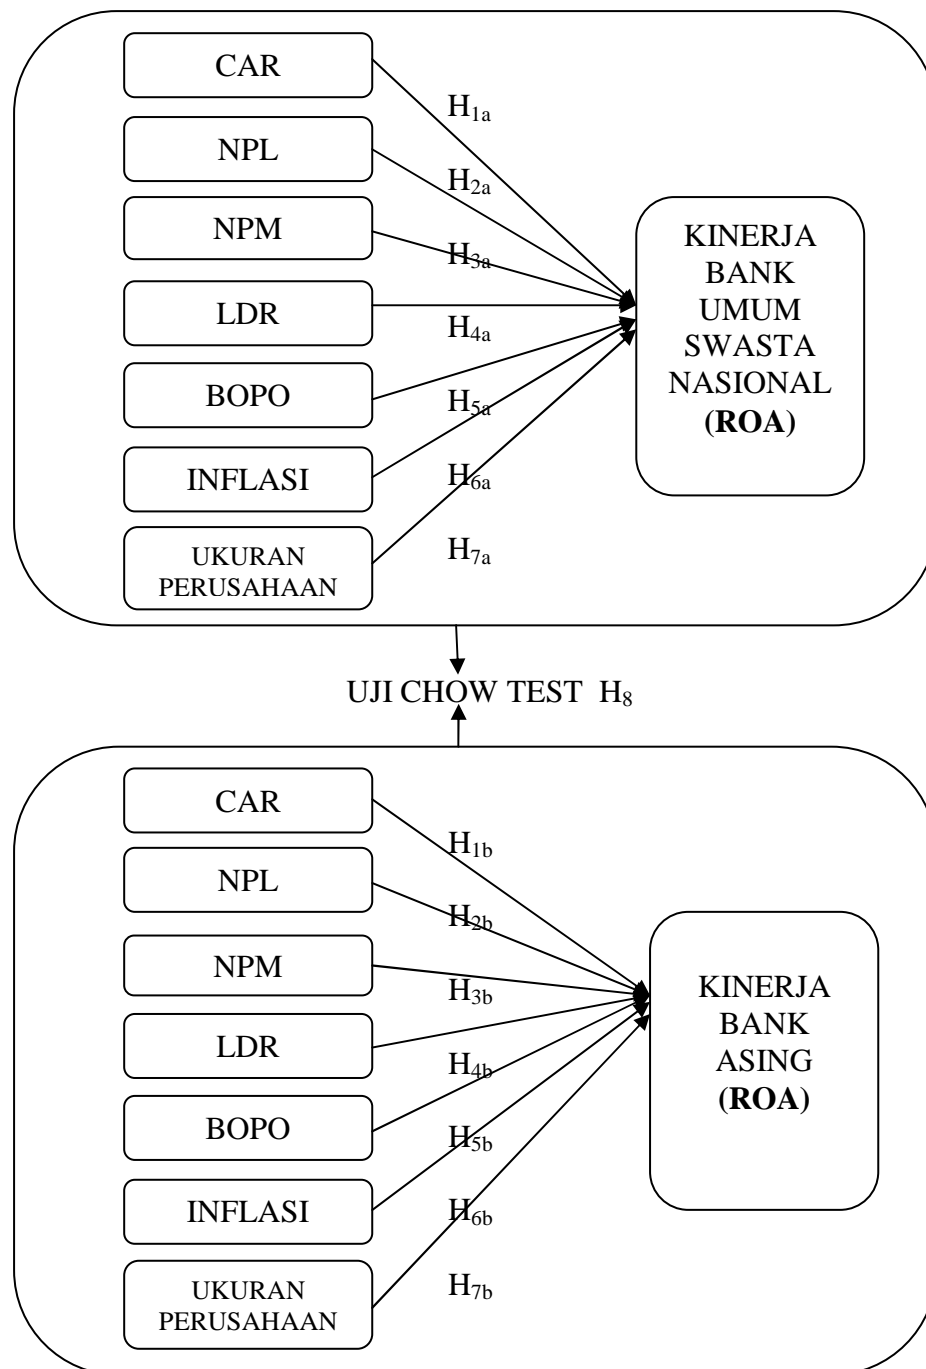 CAR
H1a
NPL
H2a
NPM
H3a
LDR
H4a
BOPO
H5a
INFLASI
H6a
UKURAN
PERUSAHAAN
H7a
KINERJA
BANK
UMUM
SWASTA
NASIONAL
(ROA)
UJI CHOW TEST H8
CAR
H1b
NPL
H2b
NPM
H3b
LDR
H4b
BOPO
H5b
INFLASI
H6b
UKURAN
PERUSAHAAN
H7b
KINERJA
BANK
ASING
(ROA)